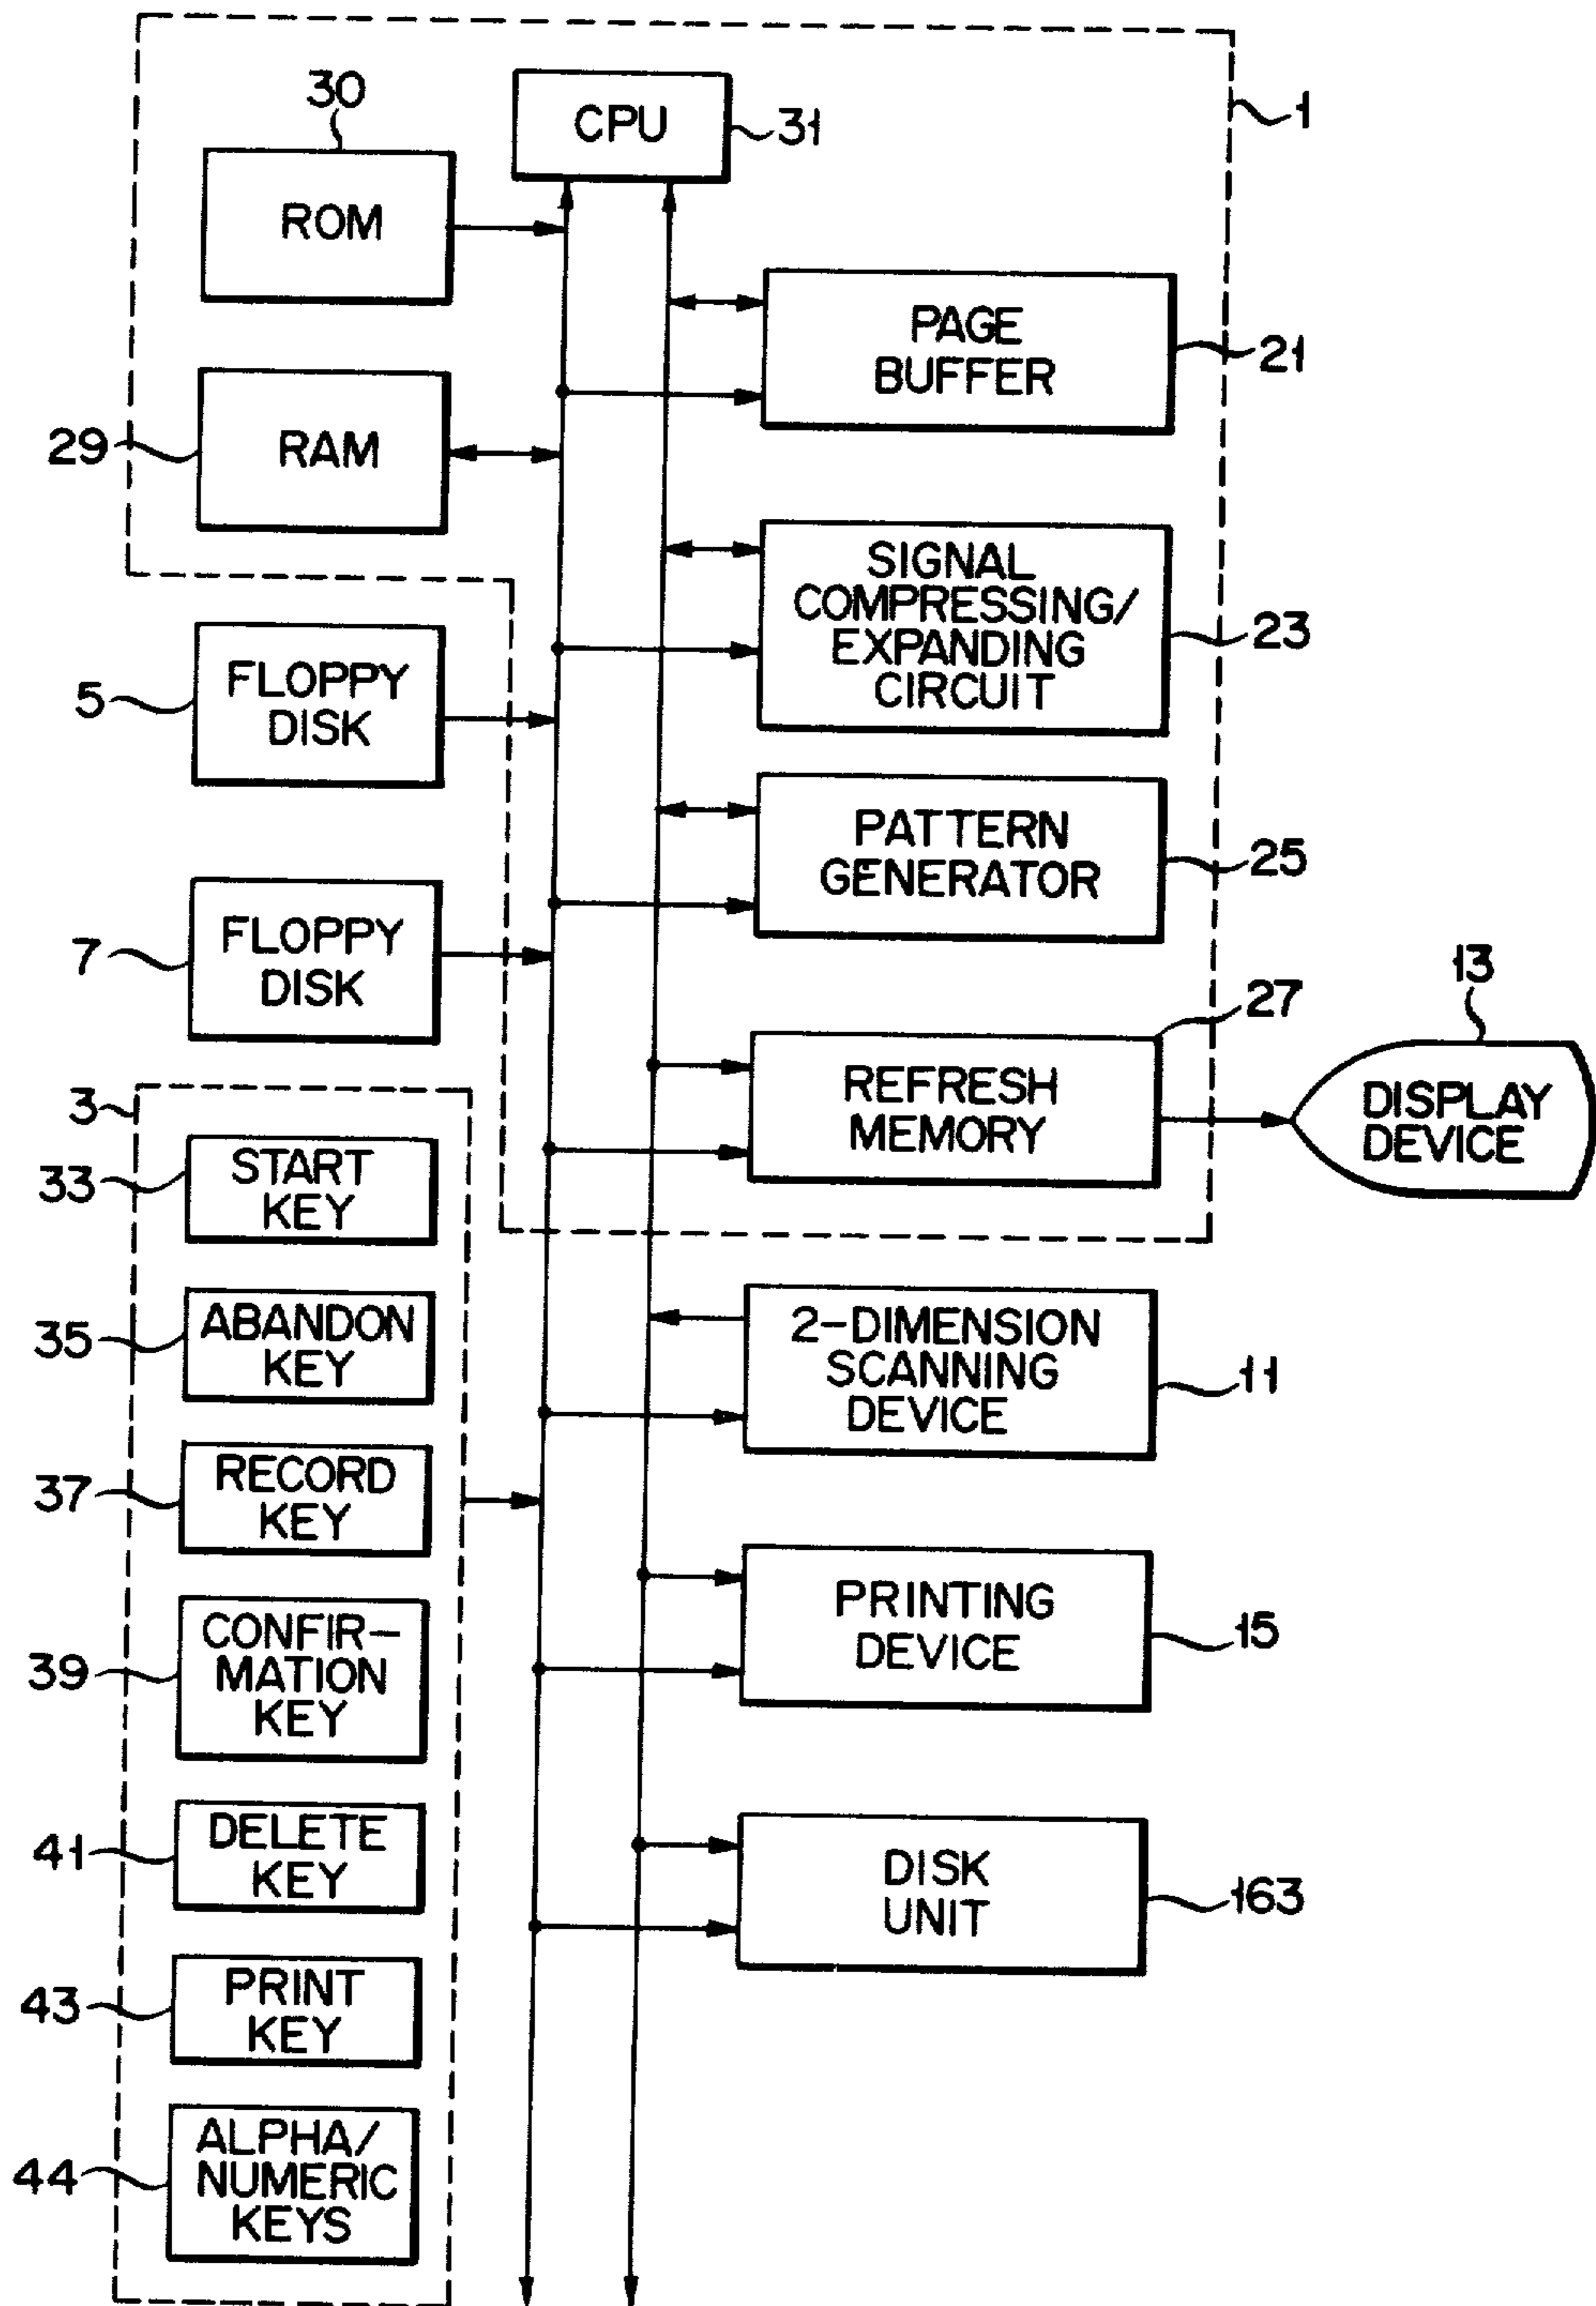 30
CPU
31
1
ROM
PAGE
BUFFER
21
29
RAM
SIGNAL
COMPRESSING/
EXPANDING
CIRCUIT
23
5
FLOPPY
DISK
PATTERN
GENERATOR
25
7
FLOPPY
DISK
27
13
REFRESH
MEMORY
DISPLAY
DEVICE
3
33
START
KEY
35
ABANDON
KEY
2-DIMENSION
SCANNING
DEVICE
11
37
RECORD
KEY
39
CONFIR-
MATION
KEY
PRINTING
DEVICE
15
41
DELETE
KEY
DISK
UNIT
163
43
PRINT
KEY
44
ALPHA/
NUMERIC
KEYS